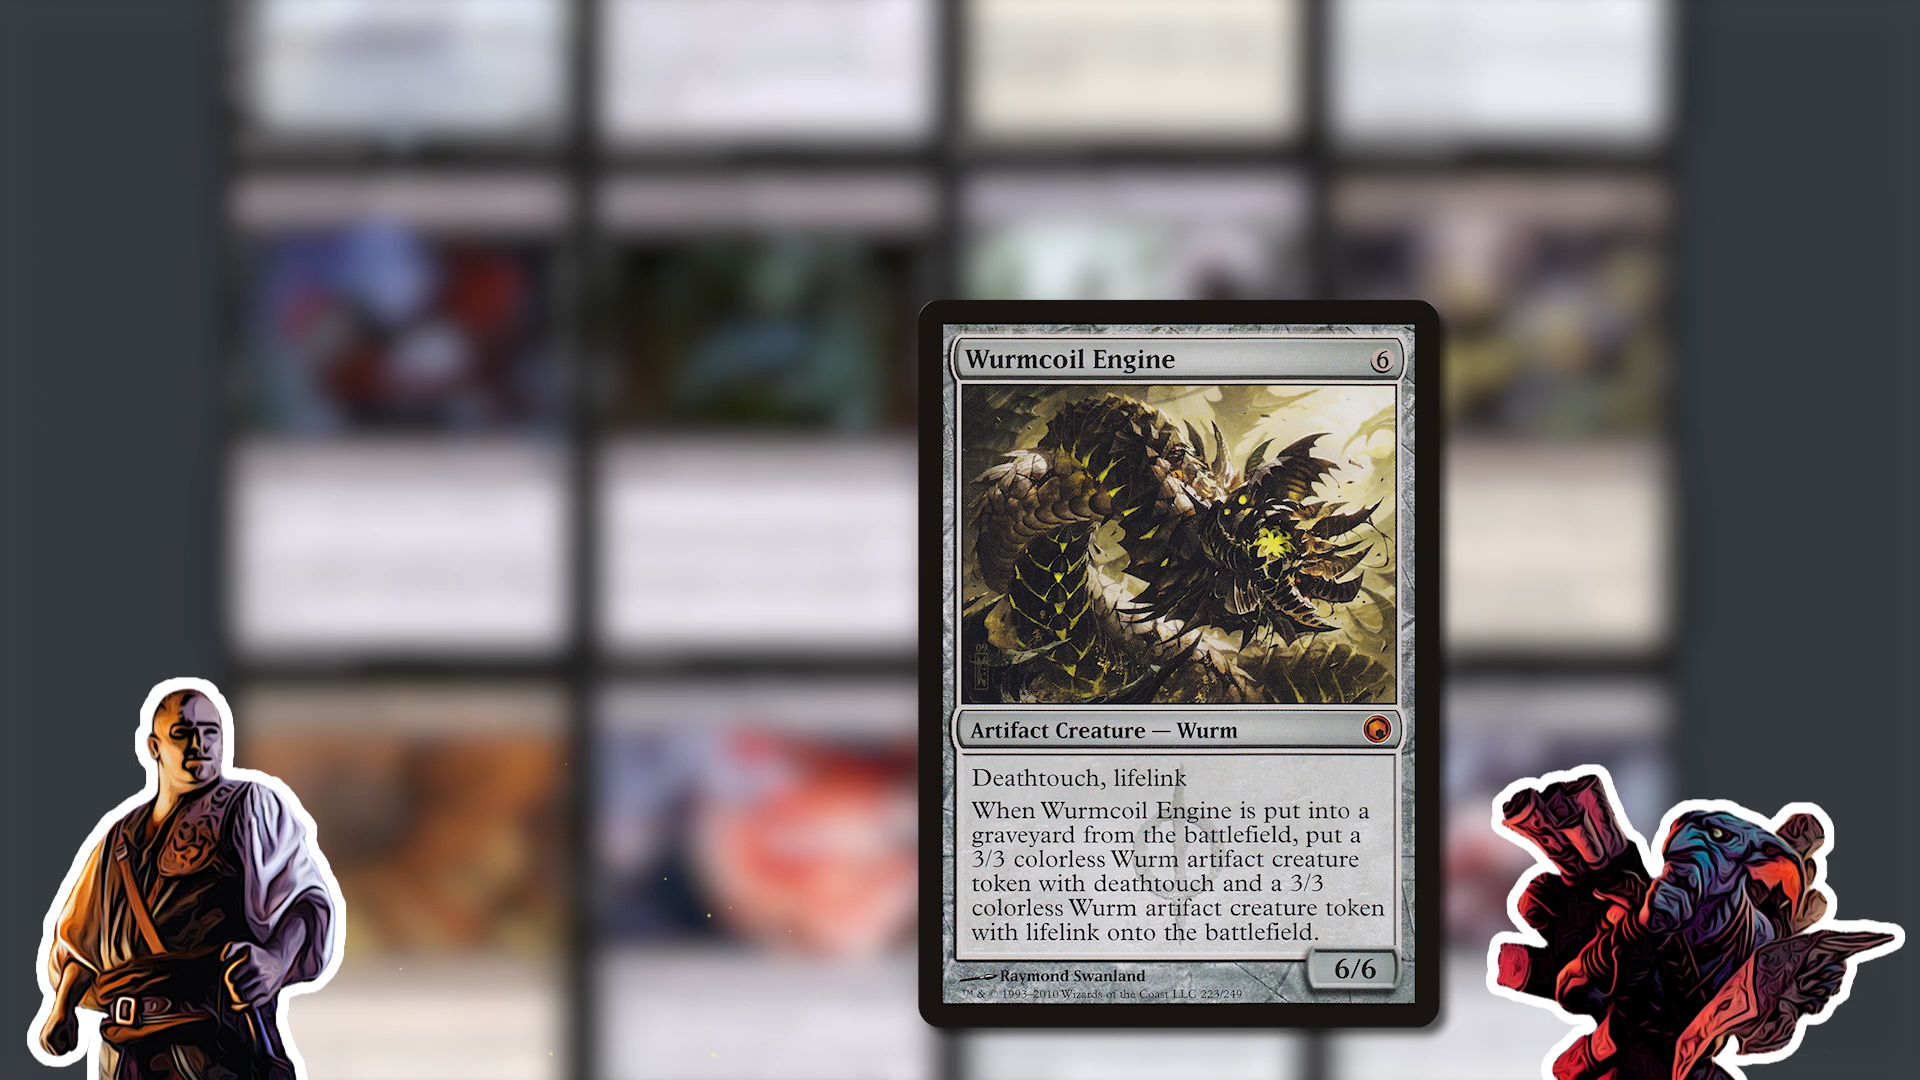 Wurmcoil Engine 6
Artifact Creature — Wurm
Deathtouch, lifelink
When Wurmcoil Engine is put into a
graveyard from the battlefield, put a
3/3 colorless Wurm artifact creature
token with deathtouch and a 3/3
colorless Wurm artifact creature token
with lifelink onto the battlefield.
6/6
Raymond Swanland
™ & © 1993–2010 Wizards of the Coast LLC 223/249